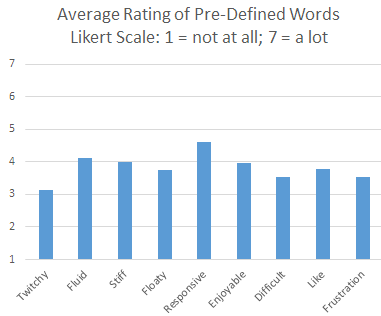 Average Rating of Pre-Defined Words
Likert Scale: 1 = not at all; 7 = a lot
7
6
5
4
3
2
1
Twitchy
Fluid
Stiff
Floaty
Responsive
Enjoyable
Difficult
Like
Frustration